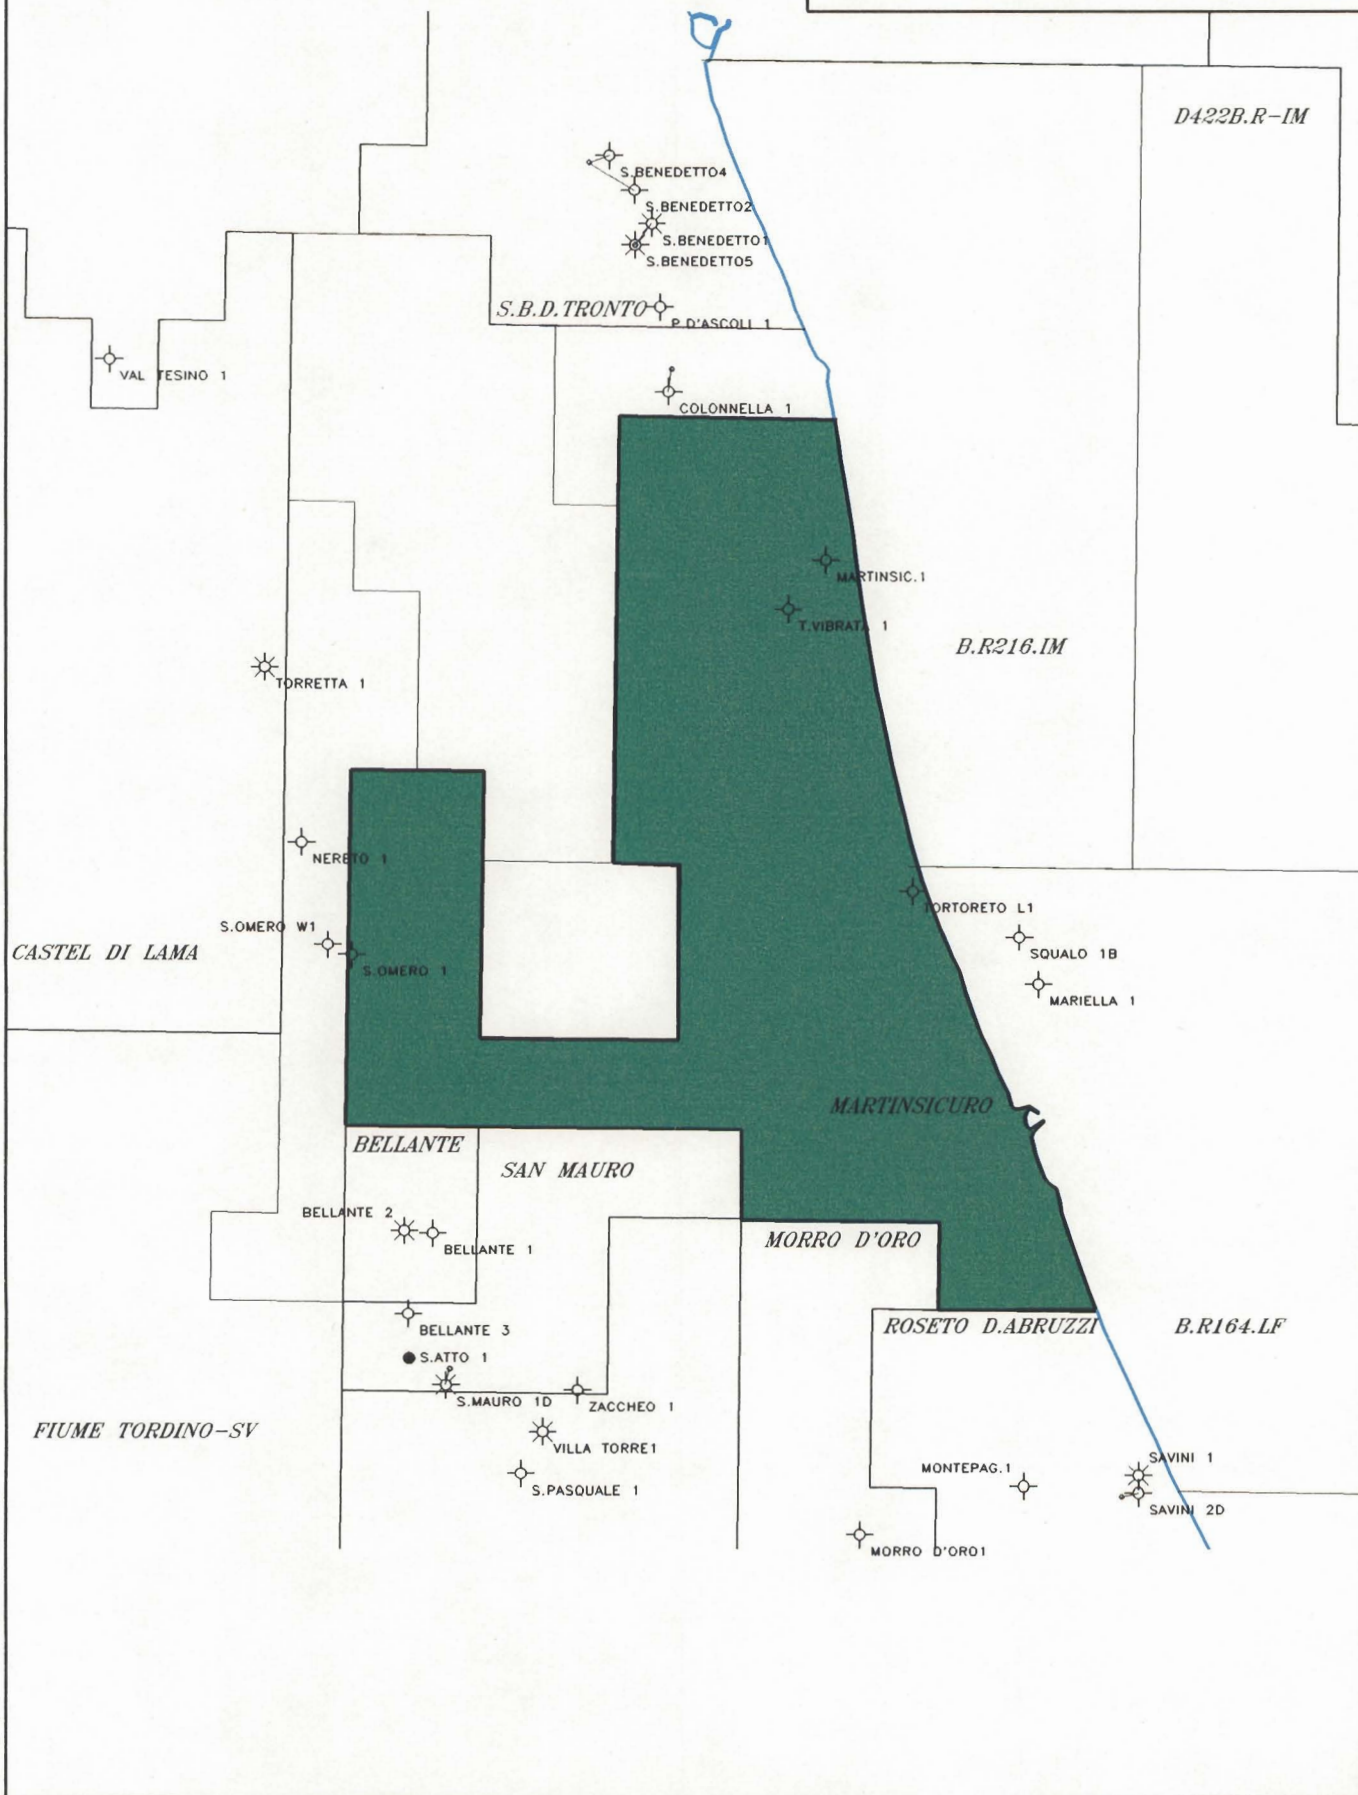 D422B.R-IM
S.BENEDETTO4
S.BENEDETTO2
S.BENEDETTO1
S.BENEDETTO5
S.B.D.TRONTO
P.D'ASCOLI 1
VAL TESINO 1
COLONNELLA 1
MARTINSIC.1
T.VIBRATA 1
B.R216.IM
TORRETTA 1
NERETO 1
TORTORETO L1
S.OMERO W1
SQUALO 1B
CASTEL DI LAMA
S.OMERO 1
MARIELLA 1
MARTINSICURO
BELLANTE
SAN MAURO
BELLANTE 2
MORRO D'ORO
BELLANTE 1
ROSETO D.ABRUZZI
B.R164.LF
BELLANTE 3
S.ATTO 1
S.MAURO 1D
ZACCHEO 1
FIUME TORDINO-SV
VILLA TORRE1
SAVINI 1
MONTEPAG.1
S.PASQUALE 1
SAVINI 2D
MORRO D'ORO1